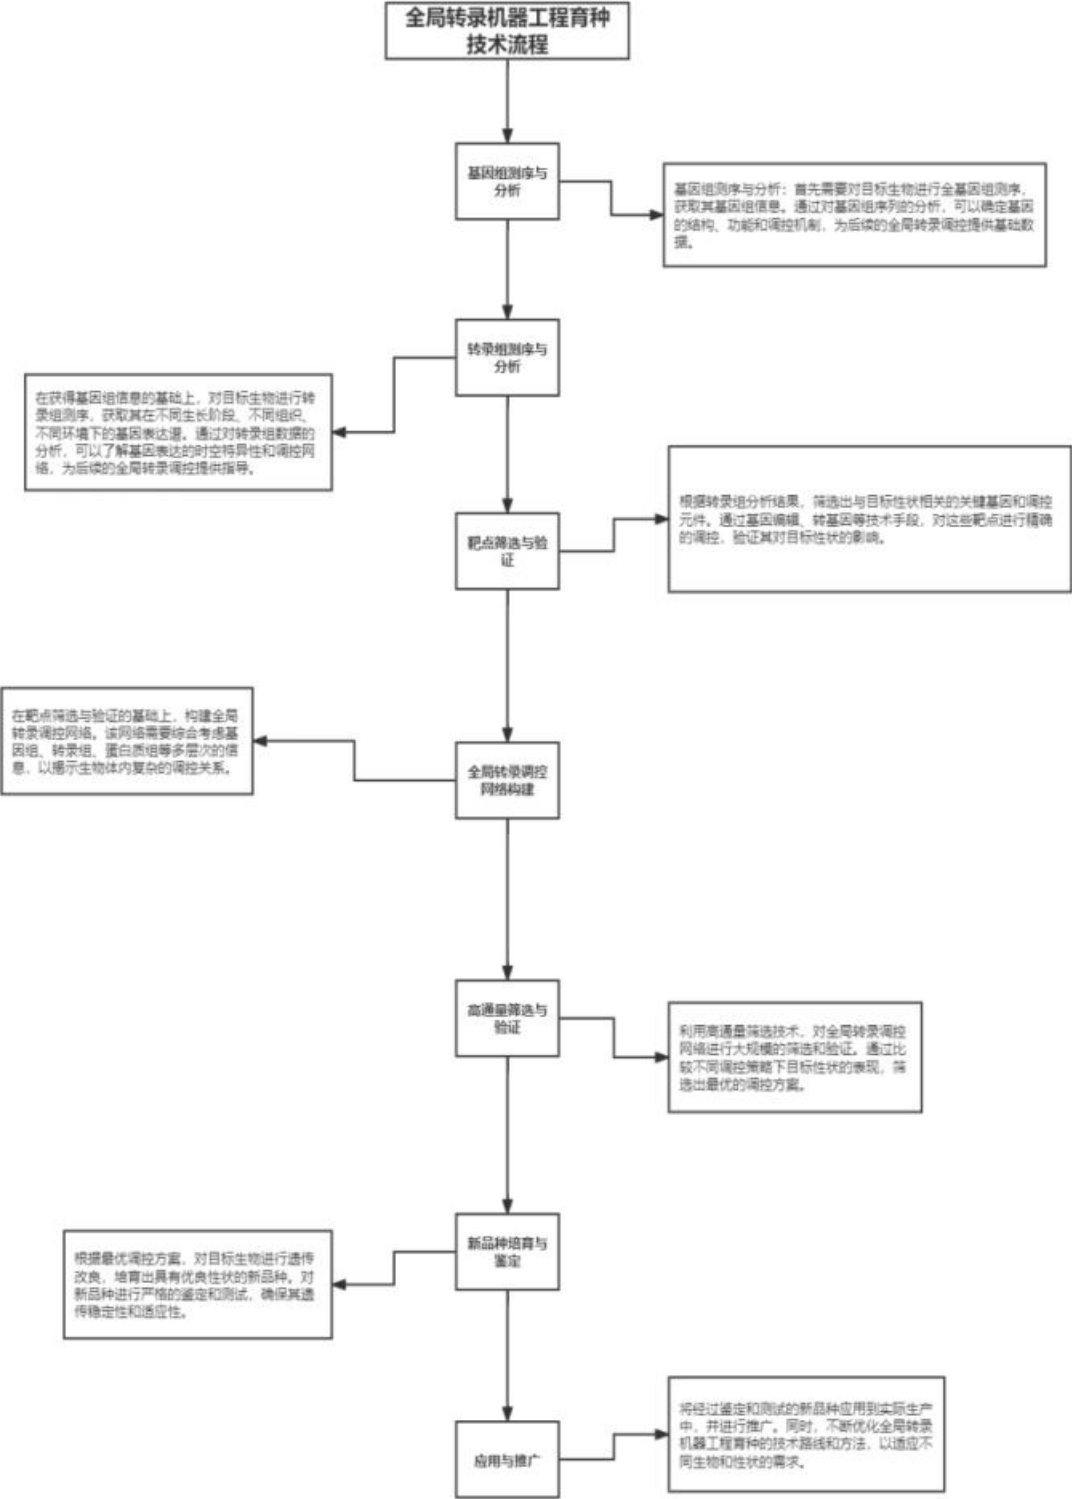 全局转录机器工程育种
技术流程
基因组测序与
分析
基因组测序与分析：首先需要对目标生物进行全基因组测序，
获取其基因组信息。通过对基因组序列的分析，可以确定基因
的结构、功能和调控机制，为后续的全局转录调控提供基础数
据。
转录组测序与
分析
在获得基因组信息的基础上，对目标生物进行转
录组测序，获取其在不同生长阶段、不同组织、
不同环境下的基因表达谱。通过对转录组数据的
分析，可以了解基因表达的时空特异性和调控网
络，为后续的全局转录调控提供指导。
靶点筛选与验
证
根据转录组分析结果，筛选出与目标性状相关的关键基因和调控
元件。通过基因编辑、转基因等技术手段，对这些靶点进行精确
的调控，验证其对目标性状的影响。
全局转录调控
网络构建
在靶点筛选与验证的基础上，构建全局
转录调控网络。该网络需要综合考虑基
因组、转录组、蛋白质组等多层次的信
息，以揭示生物体内复杂的调控关系。
高通量筛选与
验证
利用高通量筛选技术，对全局转录调控
网络进行大规模的筛选和验证。通过比
较不同调控策略下目标性状的表现，筛
选出最优的调控方案。
新品种培育与
鉴定
根据最优调控方案，对目标生物进行遗传
改良，培育出具有优良性状的新品种。对
新品种进行严格的鉴定和测试，确保其遗
传稳定性和适应性。
应用与推广
将经过鉴定和测试的新品种应用到实际生产
中，并进行推广。同时，不断优化全局转录
机器工程育种的技术路线和方法，以适应不
同生物和性状的需求。